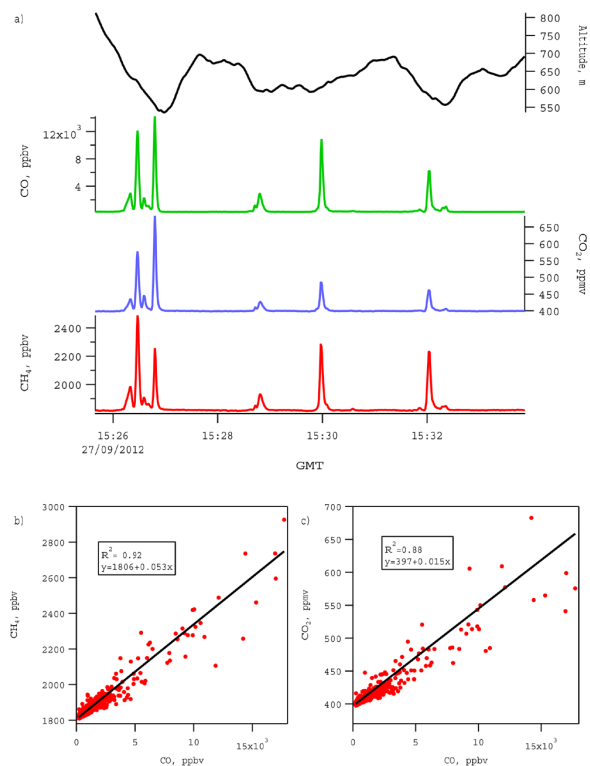 a)
800
750
700
650
600
550
Altitude, m
12x10³
8
4
CO, ppbv
650
600
550
500
450
400
CO₂, ppmv
2400
2200
2000
CH₄, ppbv
15:26
27/09/2012
15:28
15:30
15:32
GMT
b)
3000
2800
2600
2400
2200
2000
1800
CH₄, ppbv
R²= 0.92
y=1806+0.053x
0
5
10
15x10³
CO, ppbv
c)
700
650
600
550
500
450
400
CO₂, ppmv
R²=0.88
y=397+0.015x
0
5
10
15x10³
CO, ppbv